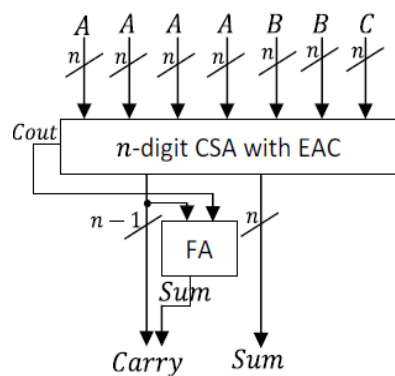 A A A A B B C
n n n n n n n
Cout
n-digit CSA with EAC
n − 1
n
FA
Sum
Carry
Sum